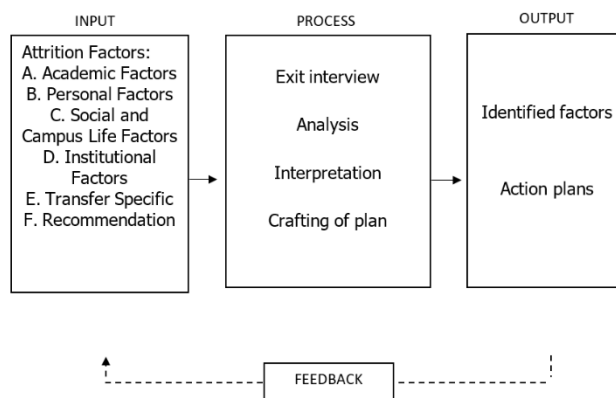 INPUT
Attrition Factors:
A. Academic Factors
B. Personal Factors
C. Social and
Campus Life Factors
D. Institutional
Factors
E. Transfer Specific
F. Recommendation
PROCESS
Exit interview
Analysis
Interpretation
Crafting of plan
OUTPUT
Identified factors
Action plans
FEEDBACK